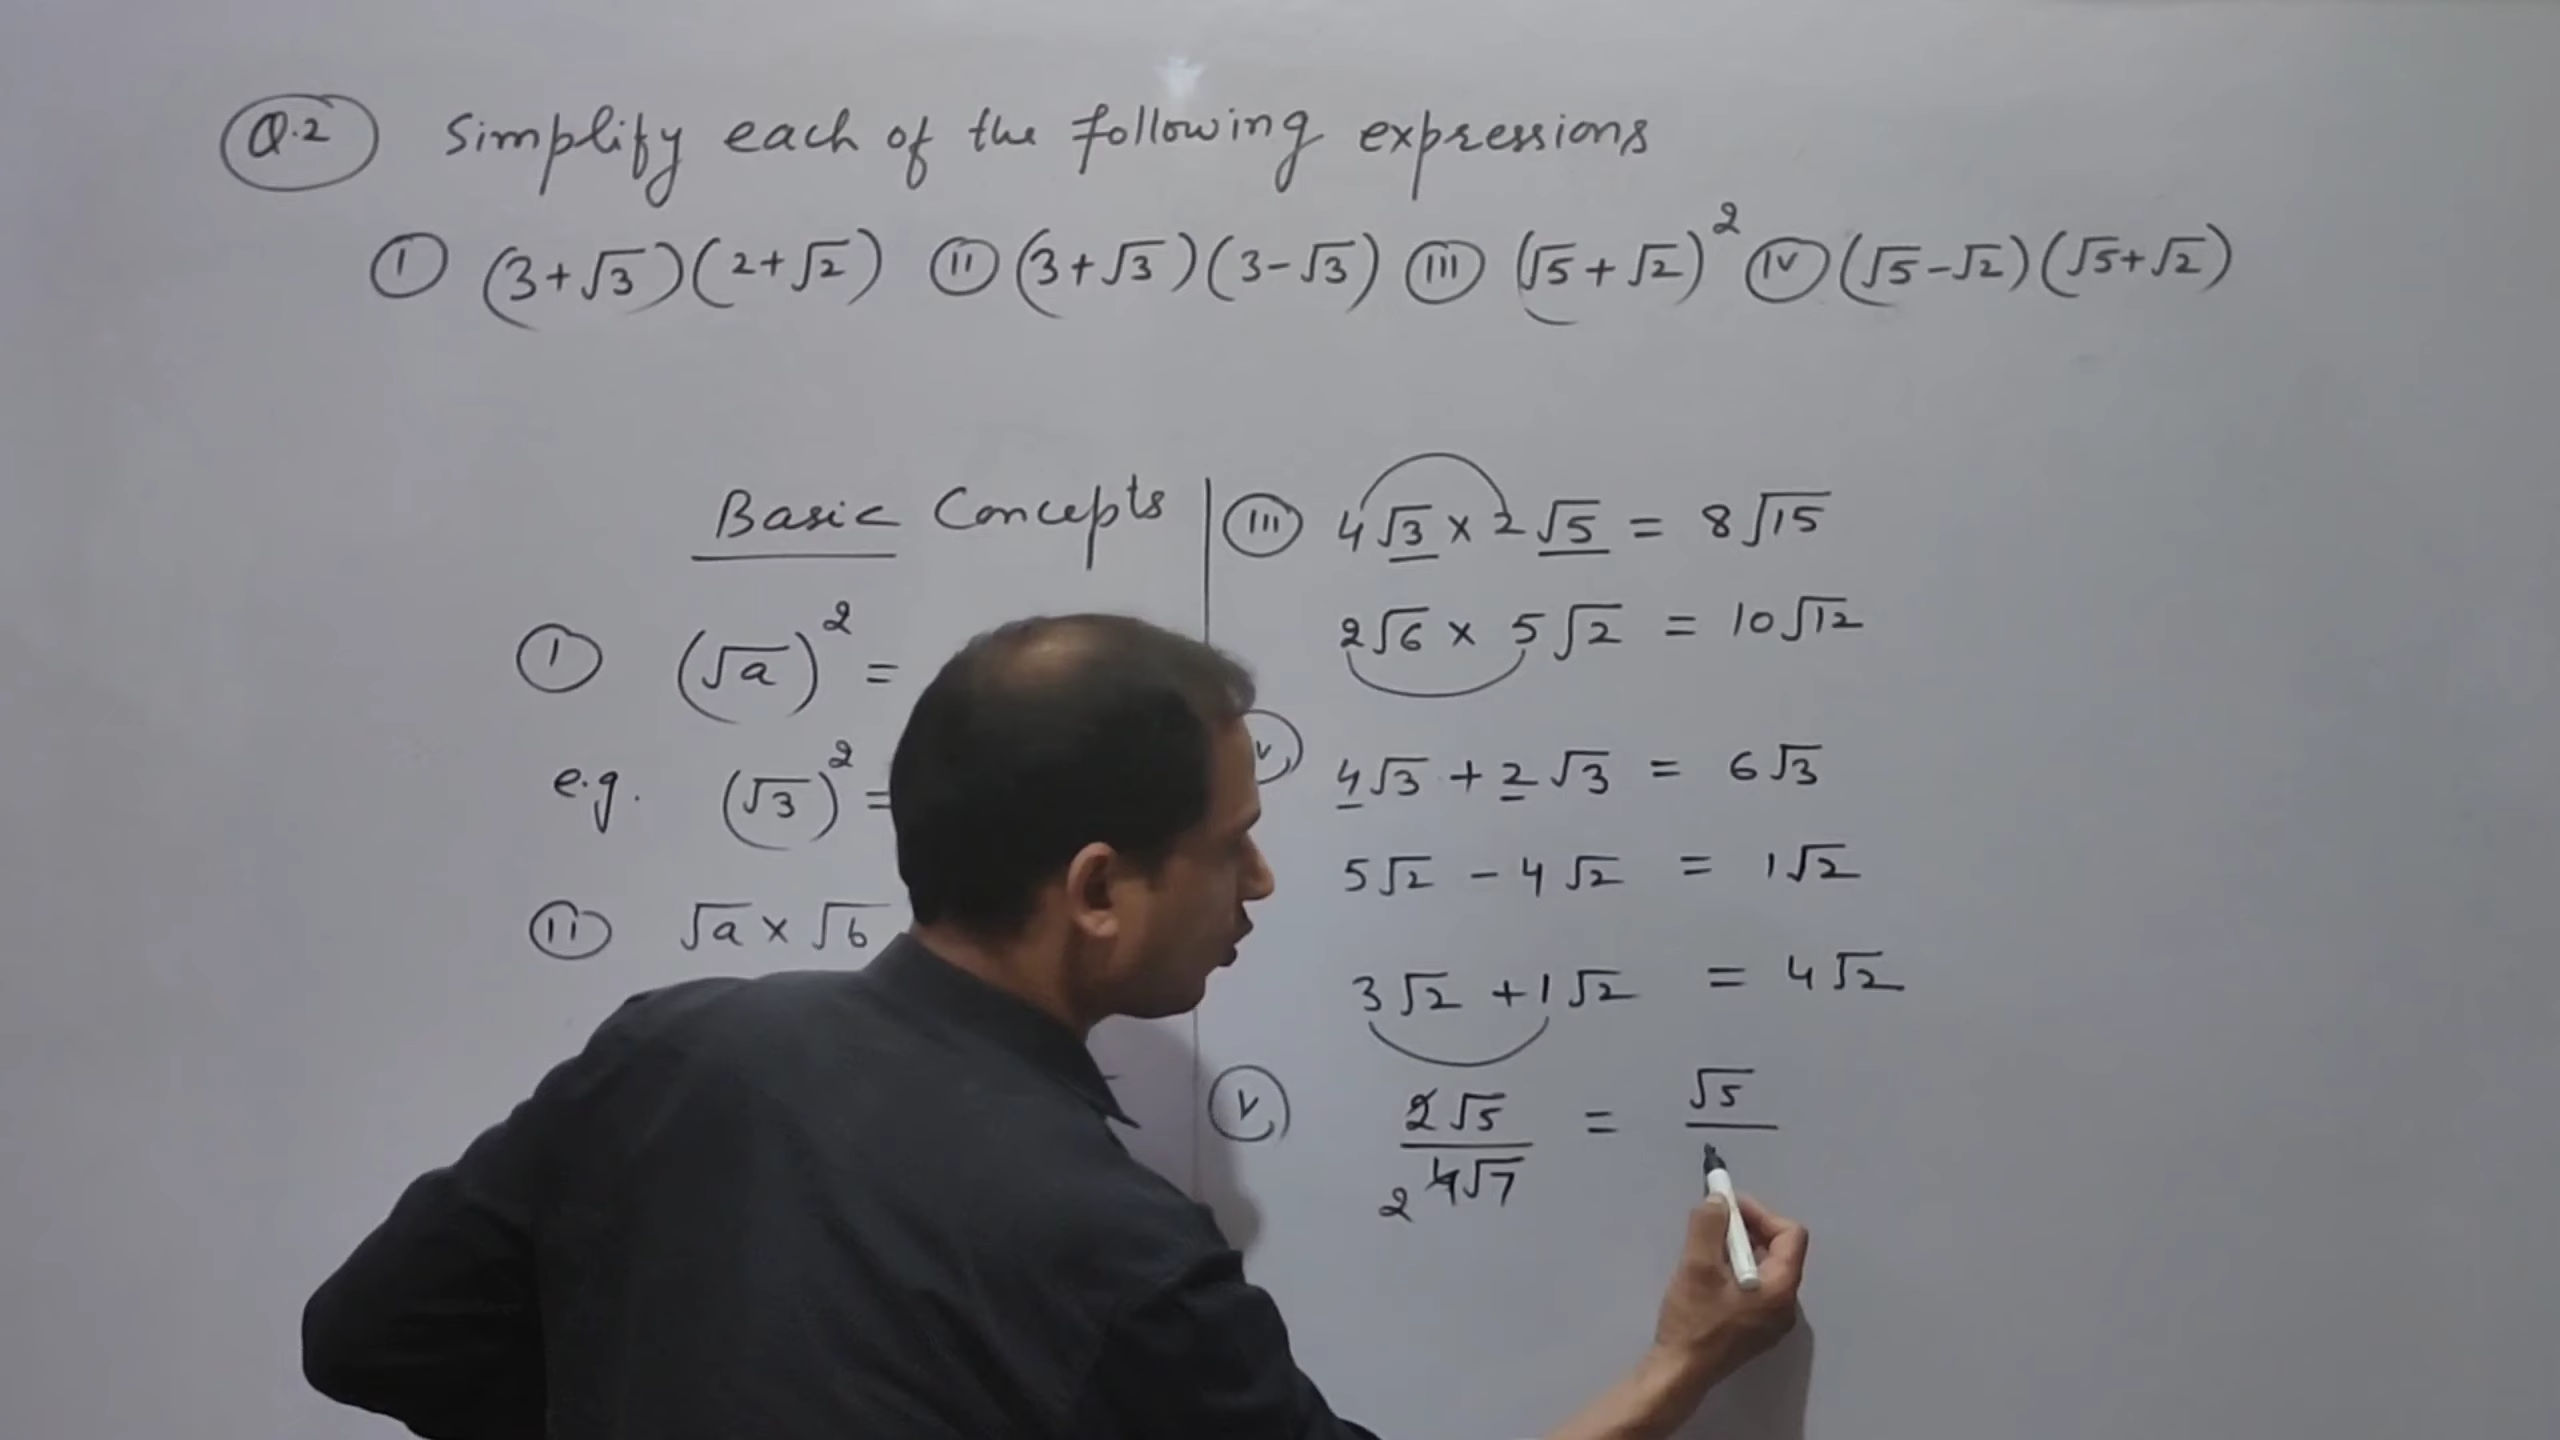 Q.2 Simplify each of the following expressions
I (3+√3)(2+√2) II (3+√3)(3-√3) III (√5+√2)² IV (√5-√2)(√5+√2)
Basic Concepts
I (√a)² =
e.g. (√3)² =
II √a × √b
III 4√3 × 2√5 = 8√15
2√6 × 5√2 = 10√12
4√3 + 2√3 = 6√3
5√2 - 4√2 = 1√2
3√2 + 1√2 = 4√2
V 2√5 = √5
2 4√7